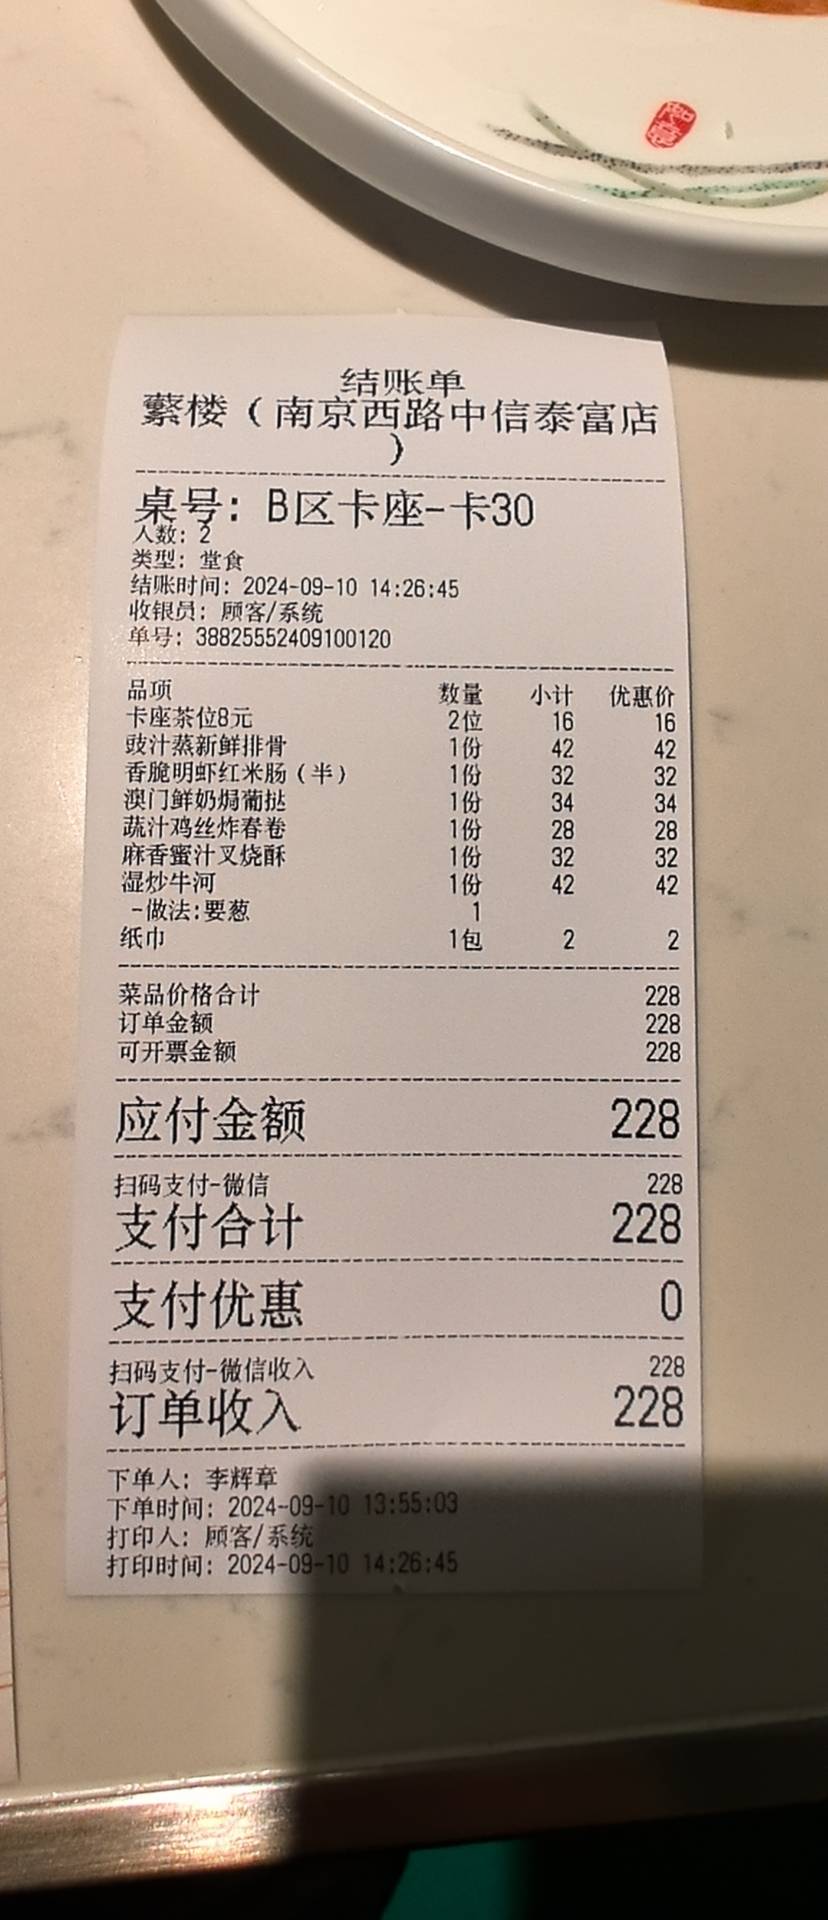 如意
结账单
蘩楼（南京西路中信泰富店
）
桌号: B区卡座-卡30
人数: 2
类型: 堂食
结账时间: 2024-09-10 14:26:45
收银员: 顾客/系统
单号: 38825552409100120
品项 数量 小计 优惠价
卡座茶位8元 2位 16 16
豉汁蒸新鲜排骨 1份 42 42
香脆明虾红米肠（半） 1份 32 32
澳门鲜奶焗葡挞 1份 34 34
蔬汁鸡丝炸春卷 1份 28 28
麻香蜜汁叉烧酥 1份 32 32
湿炒牛河 1份 42 42
-做法:要葱 1
纸巾 1包 2 2
菜品价格合计 228
订单金额 228
可开票金额 228
应付金额 228
扫码支付-微信 228
支付合计 228
支付优惠 0
扫码支付-微信收入 228
订单收入 228
下单人: 李辉章
下单时间: 2024-09-10 13:55:03
打印人: 顾客/系统
打印时间: 2024-09-10 14:26:45